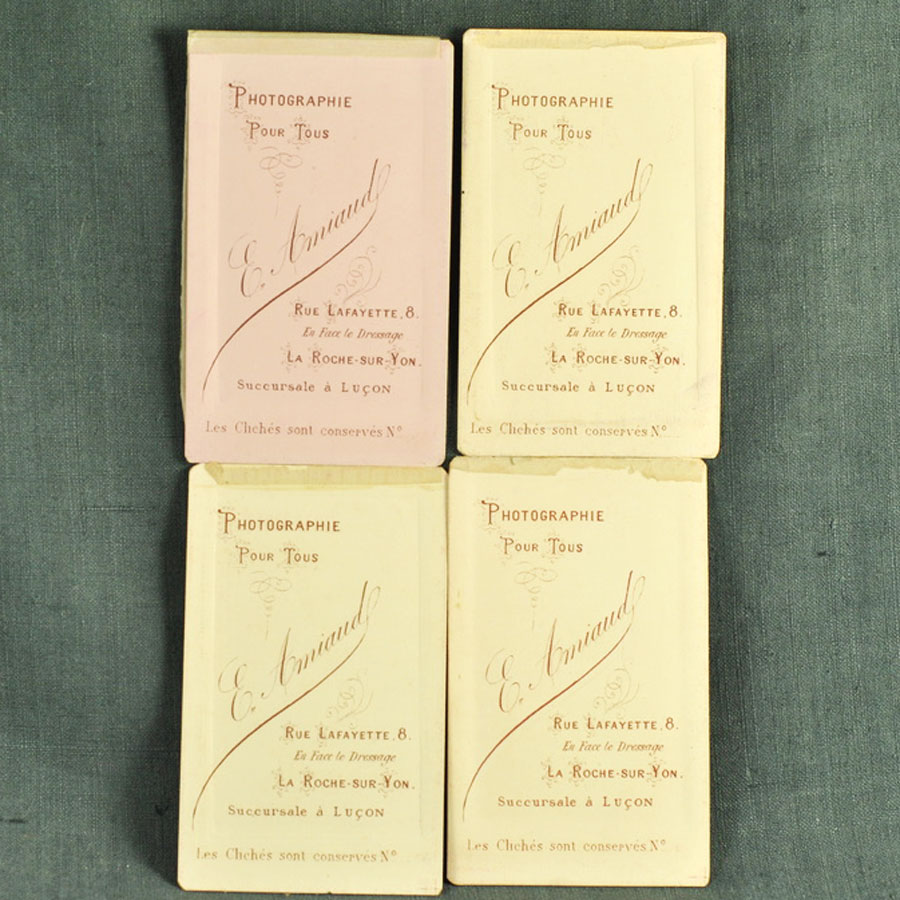 PHOTOGRAPHIE
POUR TOUS
E. Amiaud
RUE LAFAYETTE, 8.
En Face le Dressage
LA ROCHE-SUR-YON.
Succursale à LUÇON
Les Clichés sont conservés Nº
PHOTOGRAPHIE
POUR TOUS
E. Amiaud
RUE LAFAYETTE, 8.
En Face le Dressage
LA ROCHE-SUR-YON.
Succursale à LUÇON
Les Clichés sont conservés Nº
PHOTOGRAPHIE
POUR TOUS
E. Amiaud
RUE LAFAYETTE, 8.
En Face le Dressage
LA ROCHE-SUR-YON.
Succursale à LUÇON
Les Clichés sont conservés Nº
PHOTOGRAPHIE
POUR TOUS
E. Amiaud
RUE LAFAYETTE, 8.
En Face le Dressage
LA ROCHE-SUR-YON.
Succursale à LUÇON
Les Clichés sont conservés Nº